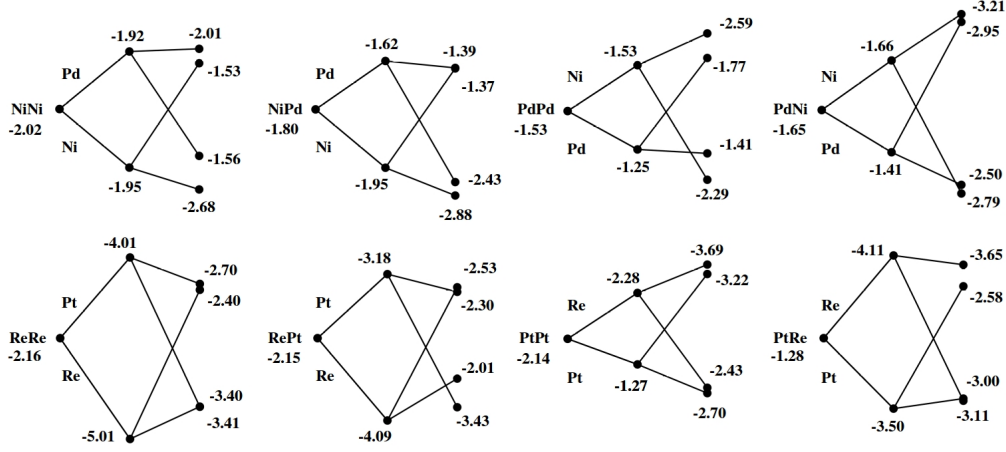 -1.92
-2.01
-1.53
Pd
NiNi
-2.02
Ni
-1.95
-1.56
-2.68
-1.62
-1.39
-1.37
Pd
NiPd
-1.80
Ni
-1.95
-2.43
-2.88
-2.59
-1.53
-1.77
Ni
PdPd
-1.53
Pd
-1.25
-1.41
-2.29
-3.21
-2.95
-1.66
Ni
PdNi
-1.65
Pd
-1.41
-2.50
-2.79
-4.01
-2.70
-2.40
Pt
ReRe
-2.16
Re
-5.01
-3.40
-3.41
-3.18
-2.53
-2.30
Pt
RePt
-2.15
Re
-4.09
-2.01
-3.43
-3.69
-3.22
-2.28
Re
PtPt
-2.14
Pt
-1.27
-2.43
-2.70
-4.11
-3.65
-2.58
Re
PtRe
-1.28
Pt
-3.50
-3.00
-3.11